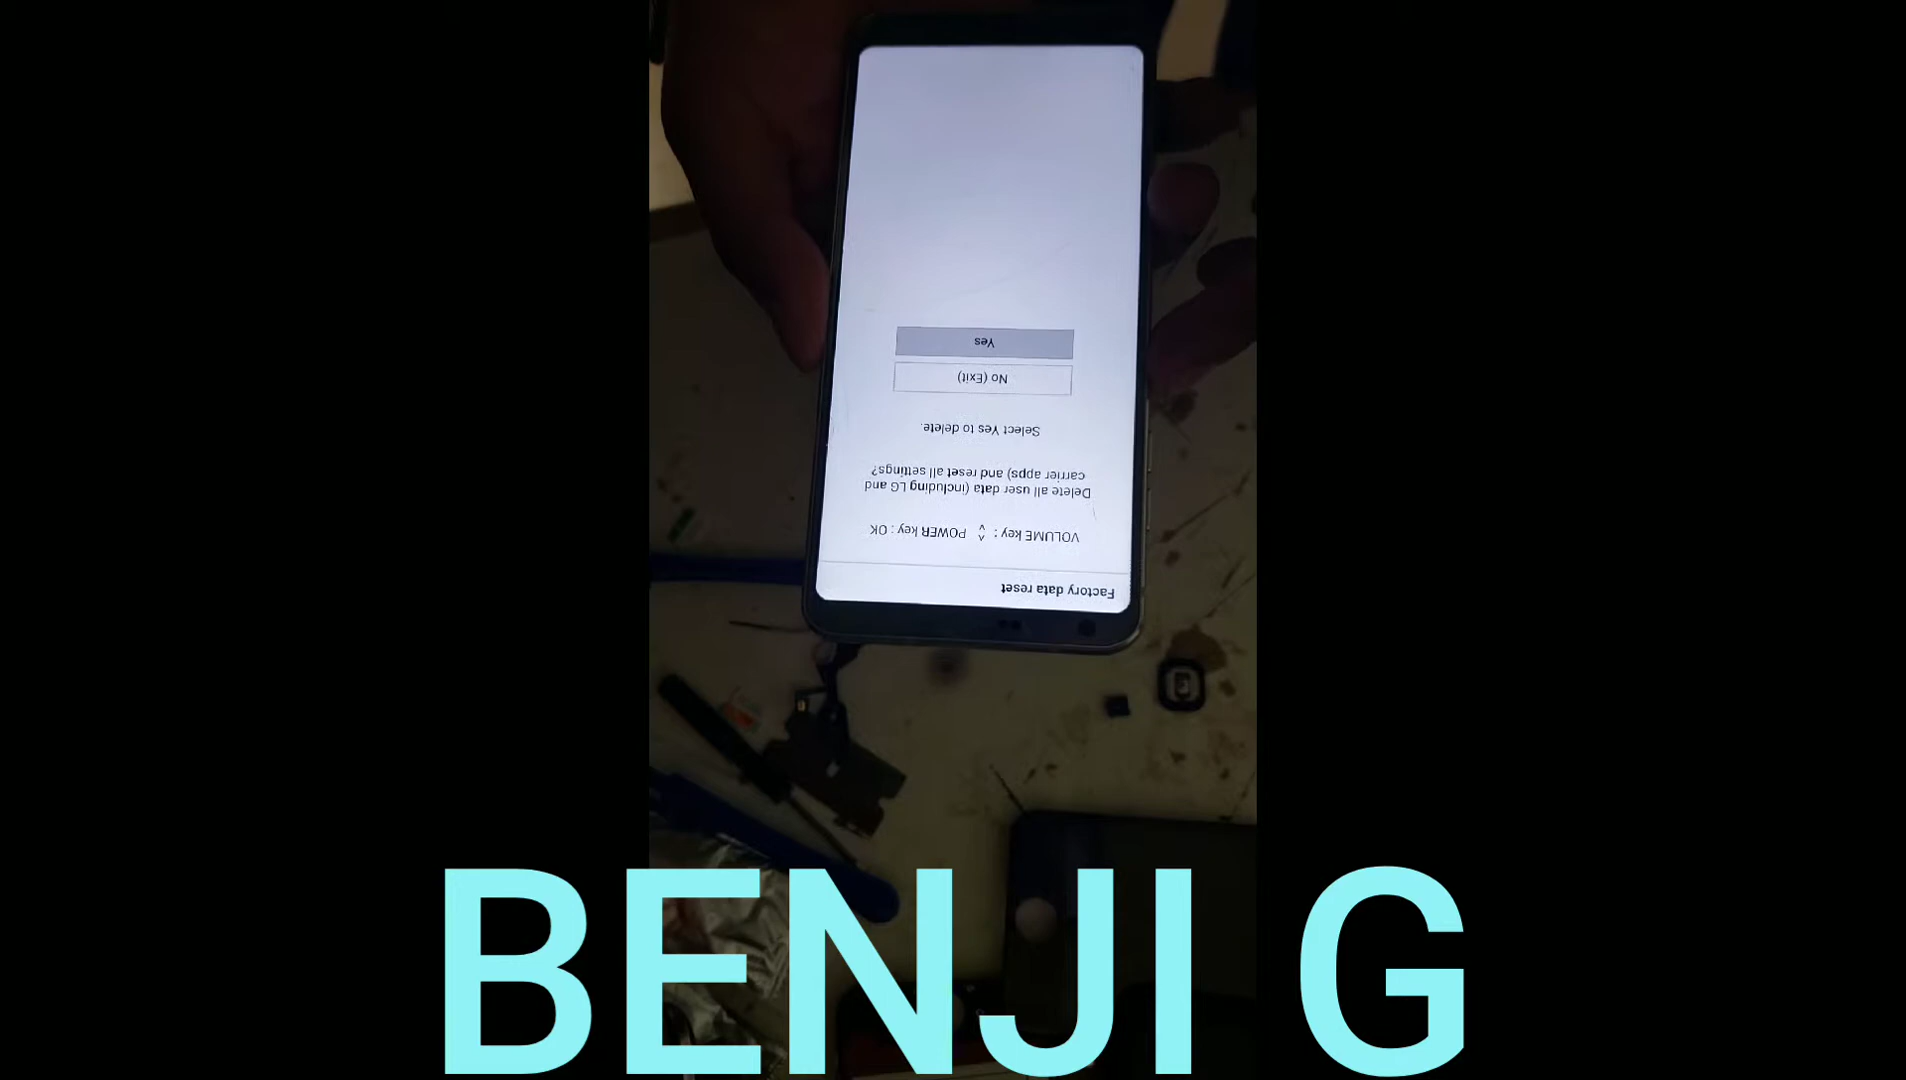 Factory data reset
VOLUME key : ^ v POWER key : OK
Delete all user data (including LG and
carrier apps) and reset all settings?
Select Yes to delete.
No (Exit)
Yes
BENJI G